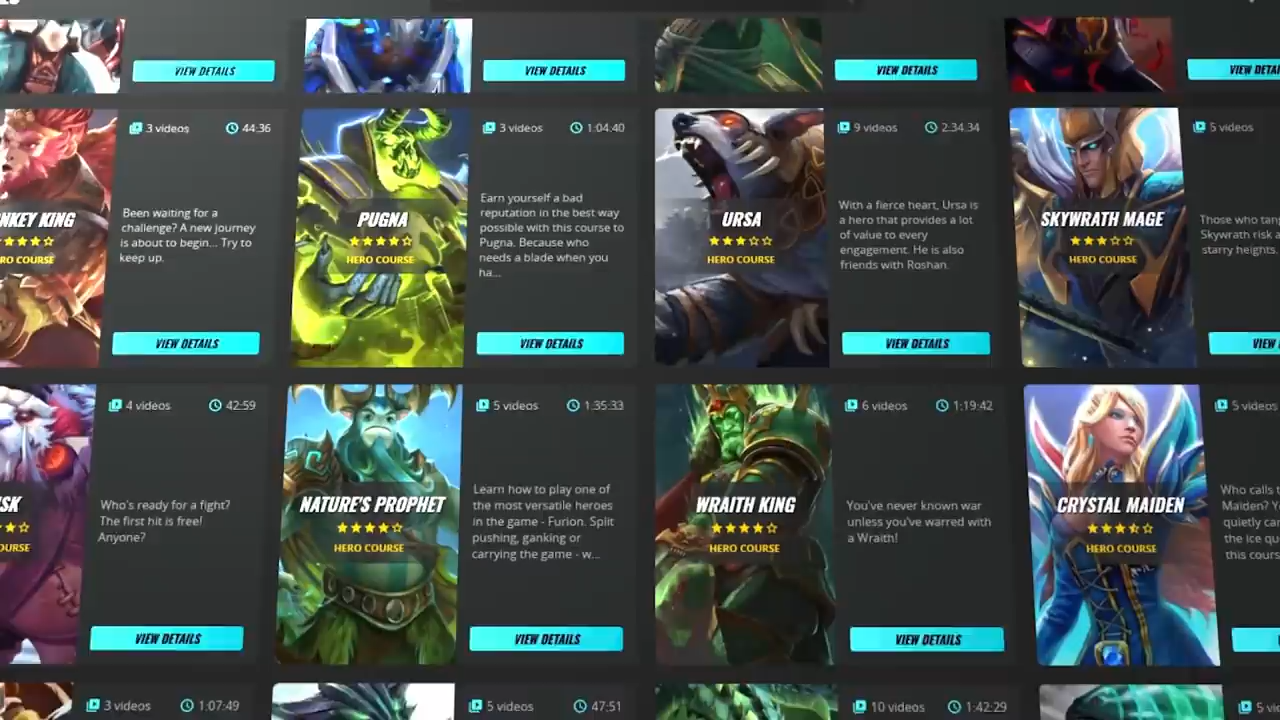 VIEW DETAILS
VIEW DETAILS
VIEW DETAILS
3 videos
44:36
NKEY KING
RO COURSE
Been waiting for a
challenge? A new journey
is about to begin... Try to
keep up.
VIEW DETAILS
PUGNA
HERO COURSE
3 videos
1:04:40
Earn yourself a bad
reputation in the best way
possible with this course to
Pugna. Because who
needs a blade when you
ha...
VIEW DETAILS
URSA
HERO COURSE
9 videos
2:34:34
With a fierce heart, Ursa is
a hero that provides a lot
of value to every
engagement. He is also
friends with Roshan.
VIEW DETAILS
SKYWRATH MAGE
HERO COURSE
5 videos
Those who
Skywrath risk
starry heights.
VIEW
SK
OURSE
4 videos
42:59
Who's ready for a fight?
The first hit is free!
Anyone?
VIEW DETAILS
NATURE'S PROPHET
HERO COURSE
5 videos
1:35:33
Learn how to play one of
the most versatile heroes
in the game - Furion. Split
pushing, ganking or
carrying the game - w...
VIEW DETAILS
WRAITH KING
HERO COURSE
6 videos
1:19:42
You've never known war
unless you've warred with
a Wraith!
VIEW DETAILS
CRYSTAL MAIDEN
HERO COURSE
5 videos
Who calls
Maiden?
quietly
the ice
this
3 videos
1:07:49
5 videos
47:51
10 videos
1:42:29
5